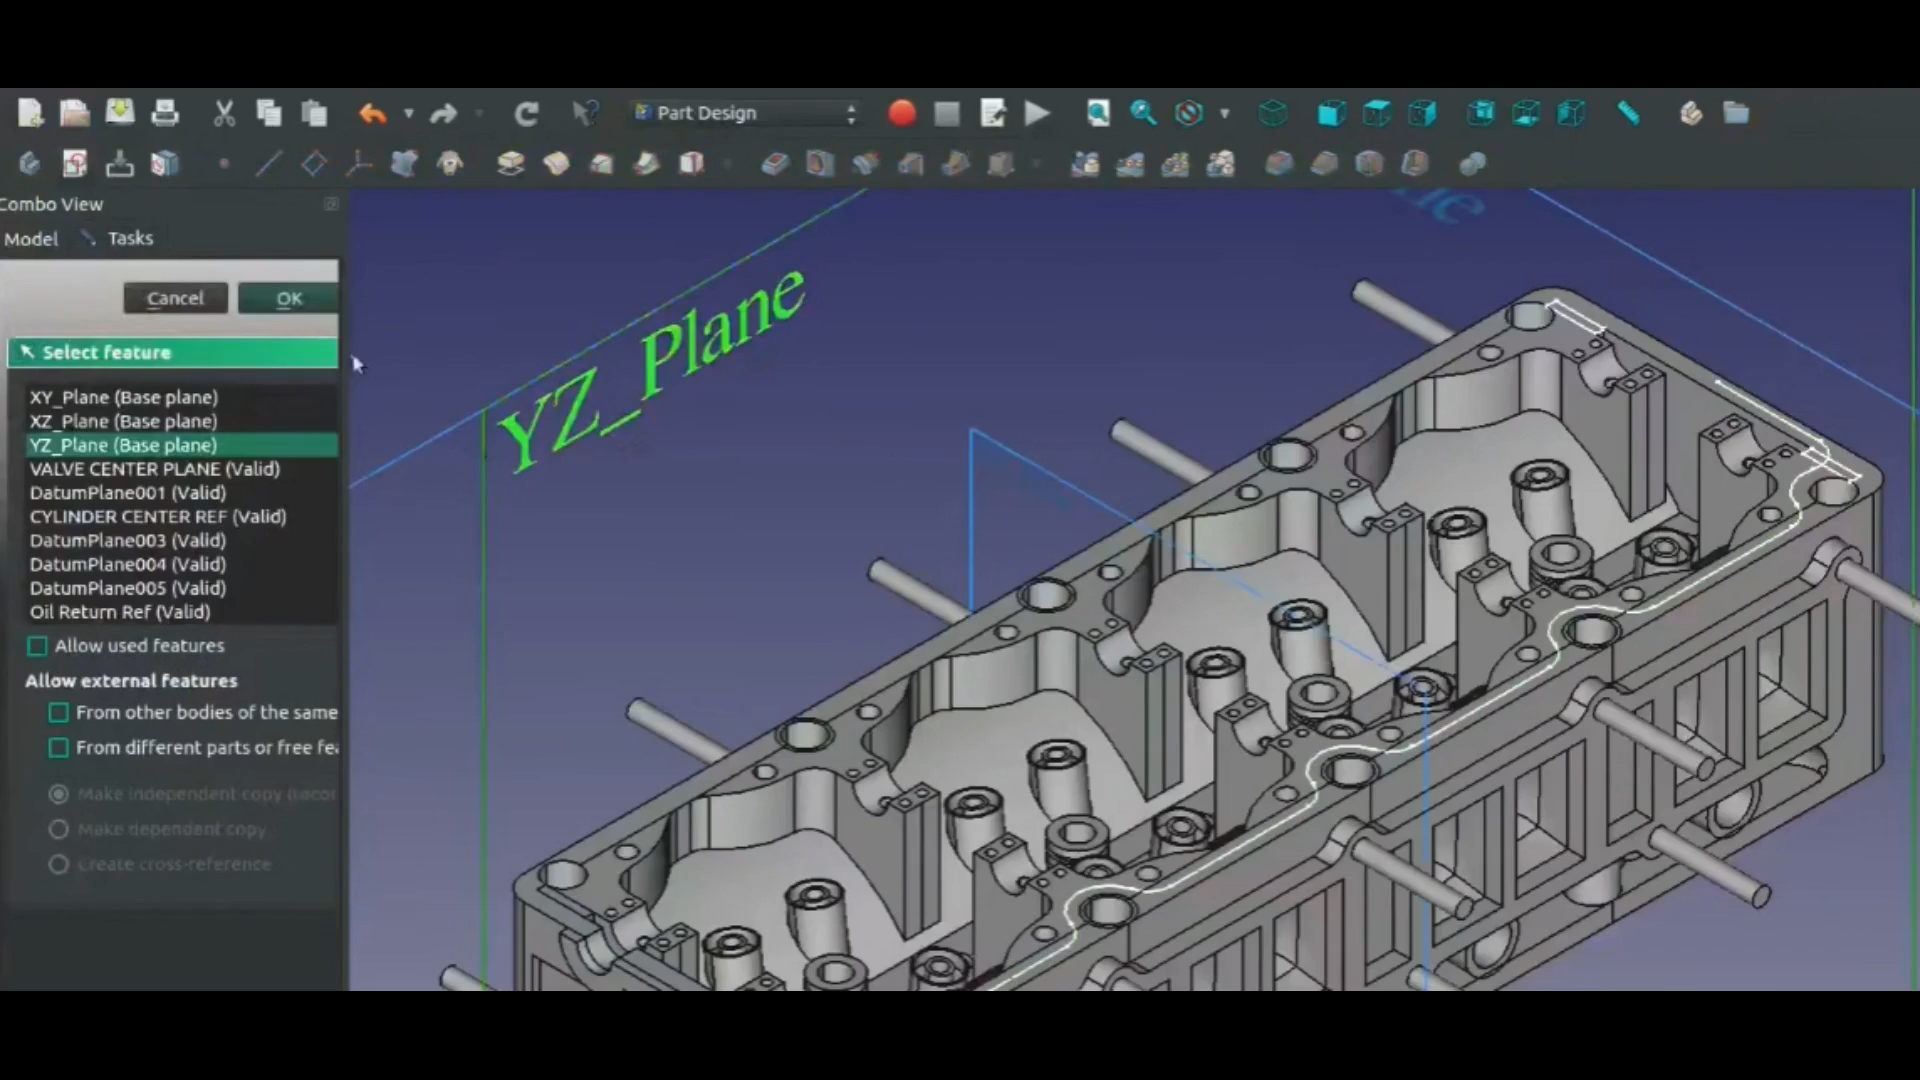 Part Design
Combo View
Model
Tasks
Cancel
OK
Select feature
XY_Plane (Base plane)
XZ_Plane (Base plane)
YZ_Plane (Base plane)
VALVE CENTER PLANE (Valid)
DatumPlane001 (Valid)
CYLINDER CENTER REF (Valid)
DatumPlane003 (Valid)
DatumPlane004 (Valid)
DatumPlane005 (Valid)
Oil Return Ref (Valid)
Allow used features
Allow external features
From other bodies of the same
From different parts or free
Make independent copy
Make dependent copy
Create cross-reference
YZ_Plane